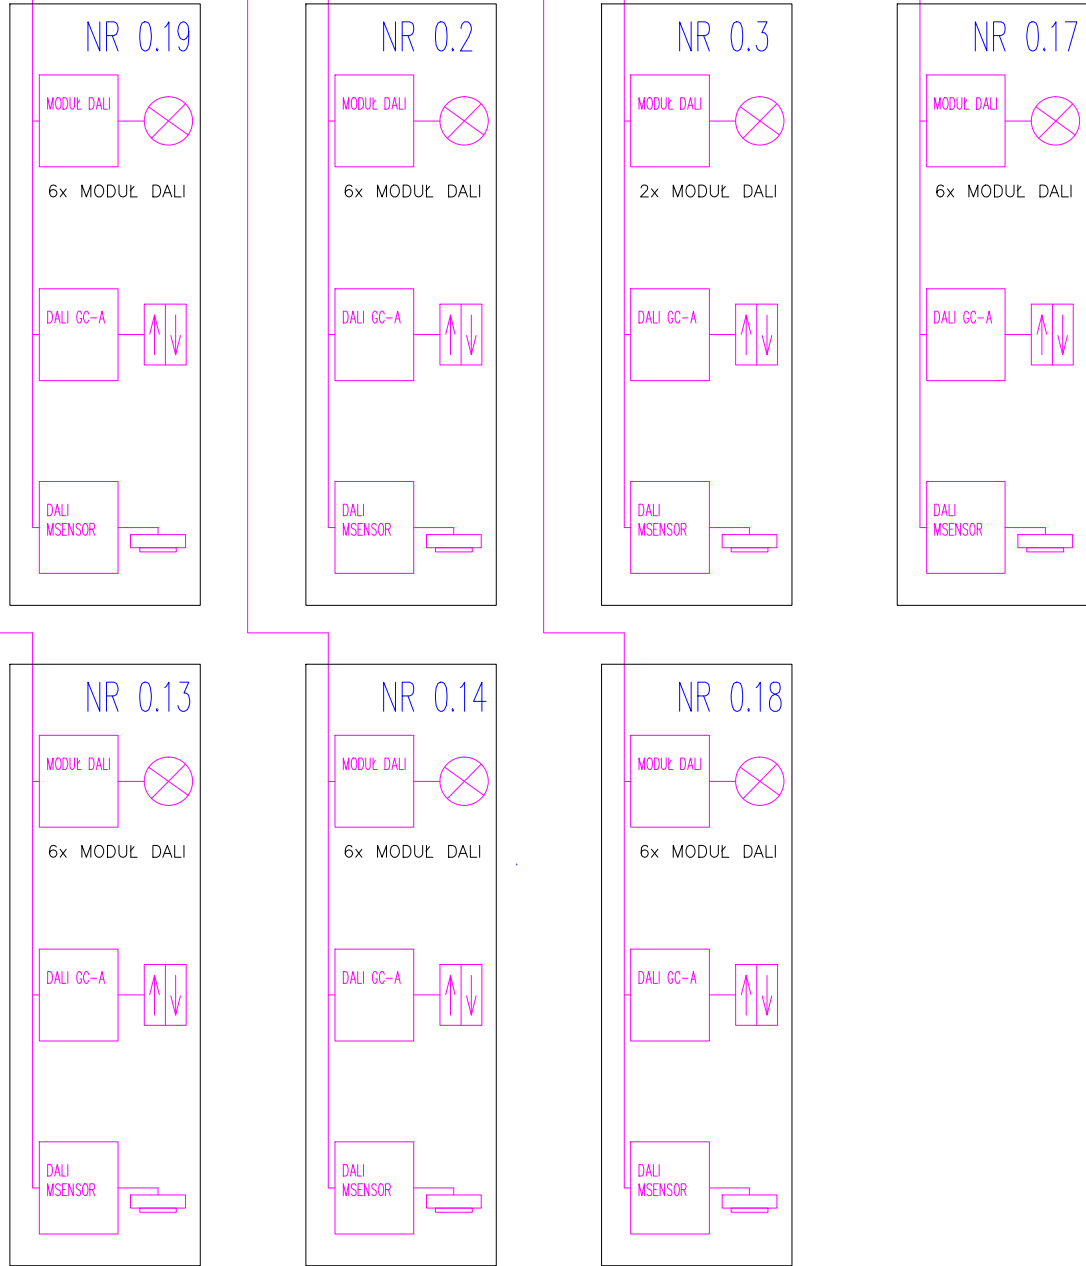 NR 0.19
MODUŁ DALI
6x MODUŁ DALI
DALI GC-A
DALI
MSENSOR
NR 0.2
MODUŁ DALI
6x MODUŁ DALI
DALI GC-A
DALI
MSENSOR
NR 0.3
MODUŁ DALI
2x MODUŁ DALI
DALI GC-A
DALI
MSENSOR
NR 0.17
MODUŁ DALI
6x MODUŁ DALI
DALI GC-A
DALI
MSENSOR
NR 0.13
MODUŁ DALI
6x MODUŁ DALI
DALI GC-A
DALI
MSENSOR
NR 0.14
MODUŁ DALI
6x MODUŁ DALI
DALI GC-A
DALI
MSENSOR
NR 0.18
MODUŁ DALI
6x MODUŁ DALI
DALI GC-A
DALI
MSENSOR